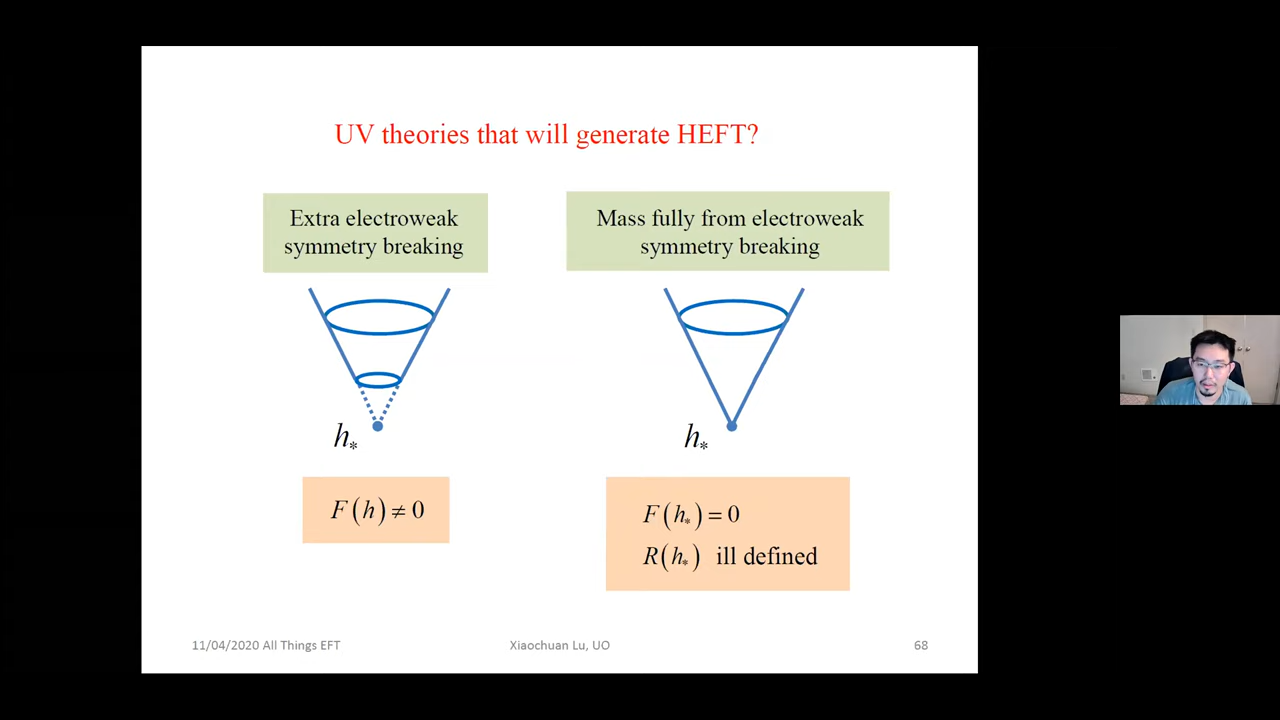 UV theories that will generate HEFT?
Extra electroweak
symmetry breaking
Mass fully from electroweak
symmetry breaking
h*
h*
F(h) ≠ 0
F(h*) = 0
R(h*) ill defined
11/04/2020 All Things EFT
Xiaochuan Lu, UO
68